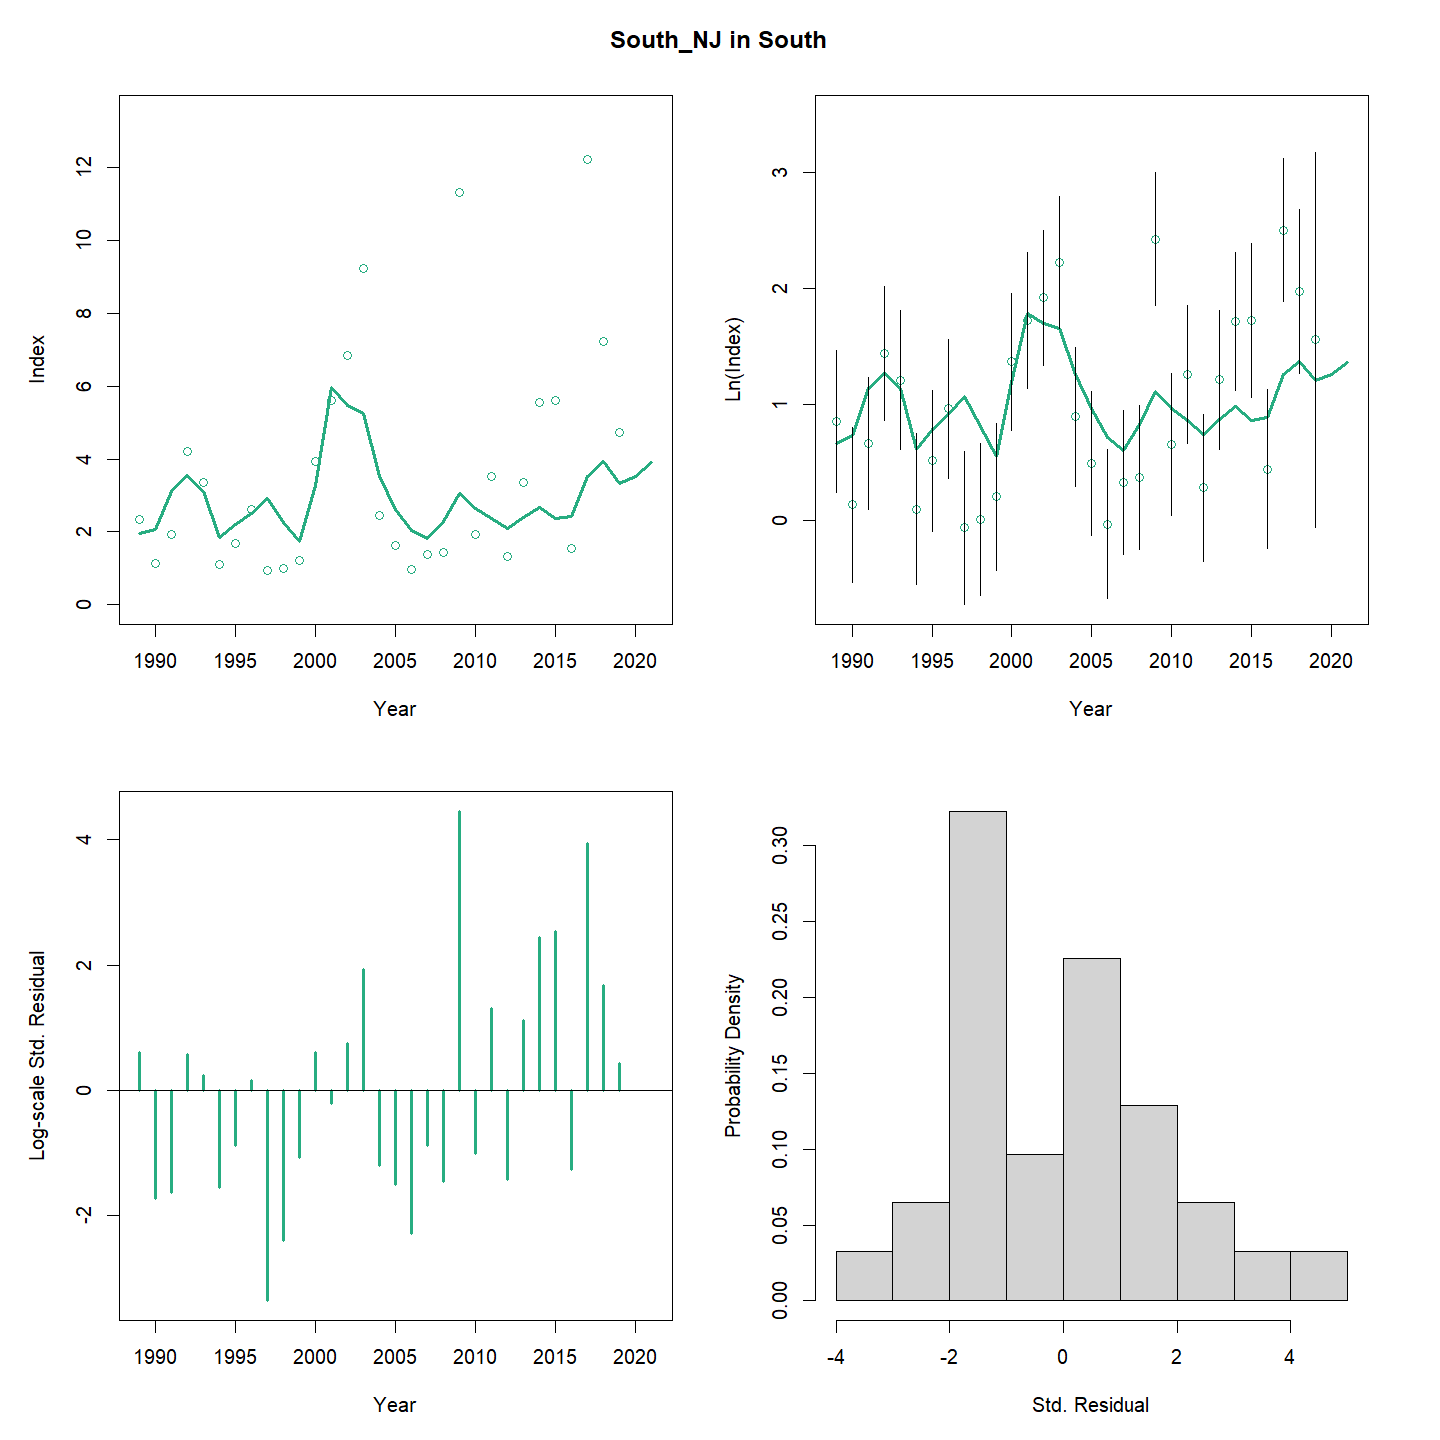 South_NJ in South
Index
0 2 4 6 8 10 12
1990 1995 2000 2005 2010 2015 2020
Year
Ln(Index)
0 1 2 3
1990 1995 2000 2005 2010 2015 2020
Year
Log-scale Std. Residual
-2 0 2 4
1990 1995 2000 2005 2010 2015 2020
Year
Probability Density
0.00 0.05 0.10 0.15 0.20 0.25 0.30
-4 -2 0 2 4
Std. Residual